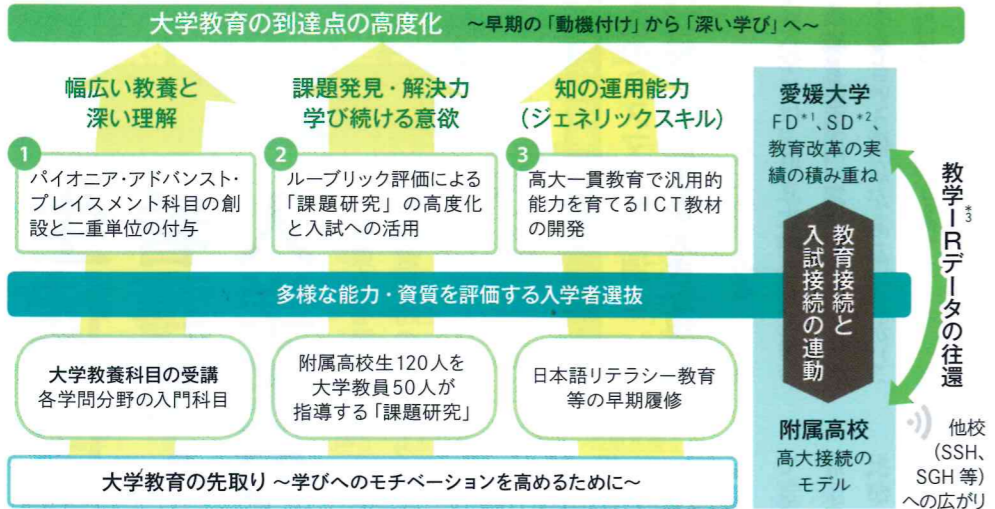 大学教育の到達点の高度化 ~早期の「動機付け」から「深い学び」へ~
幅広い教養と
深い理解
課題発見・解決力
学び続ける意欲
知の運用能力
(ジェネリックスキル)
1
パイオニア・アドバンスト・
プレイスメント科目の創
設と二重単位の付与
2
ルーブリック評価による
「課題研究」の高度化
と入試への活用
3
高大一貫教育で汎用的
能力を育てるICT教材
の開発
多様な能力・資質を評価する入学者選抜
大学教養科目の受講
各学問分野の入門科目
附属高校生120人を
大学教員50人が
指導する「課題研究」
日本語リテラシー教育
等の早期履修
大学教育の先取り ~学びへのモチベーションを高めるために~
愛媛大学
FD*1、SD*2、
教育改革の実
績の積み重ね
教育接続と
入試接続の連動
附属高校
高大接続の
モデル
教学IRデータの往還
*3
他校
(SSH、
SGH 等)
への広がり